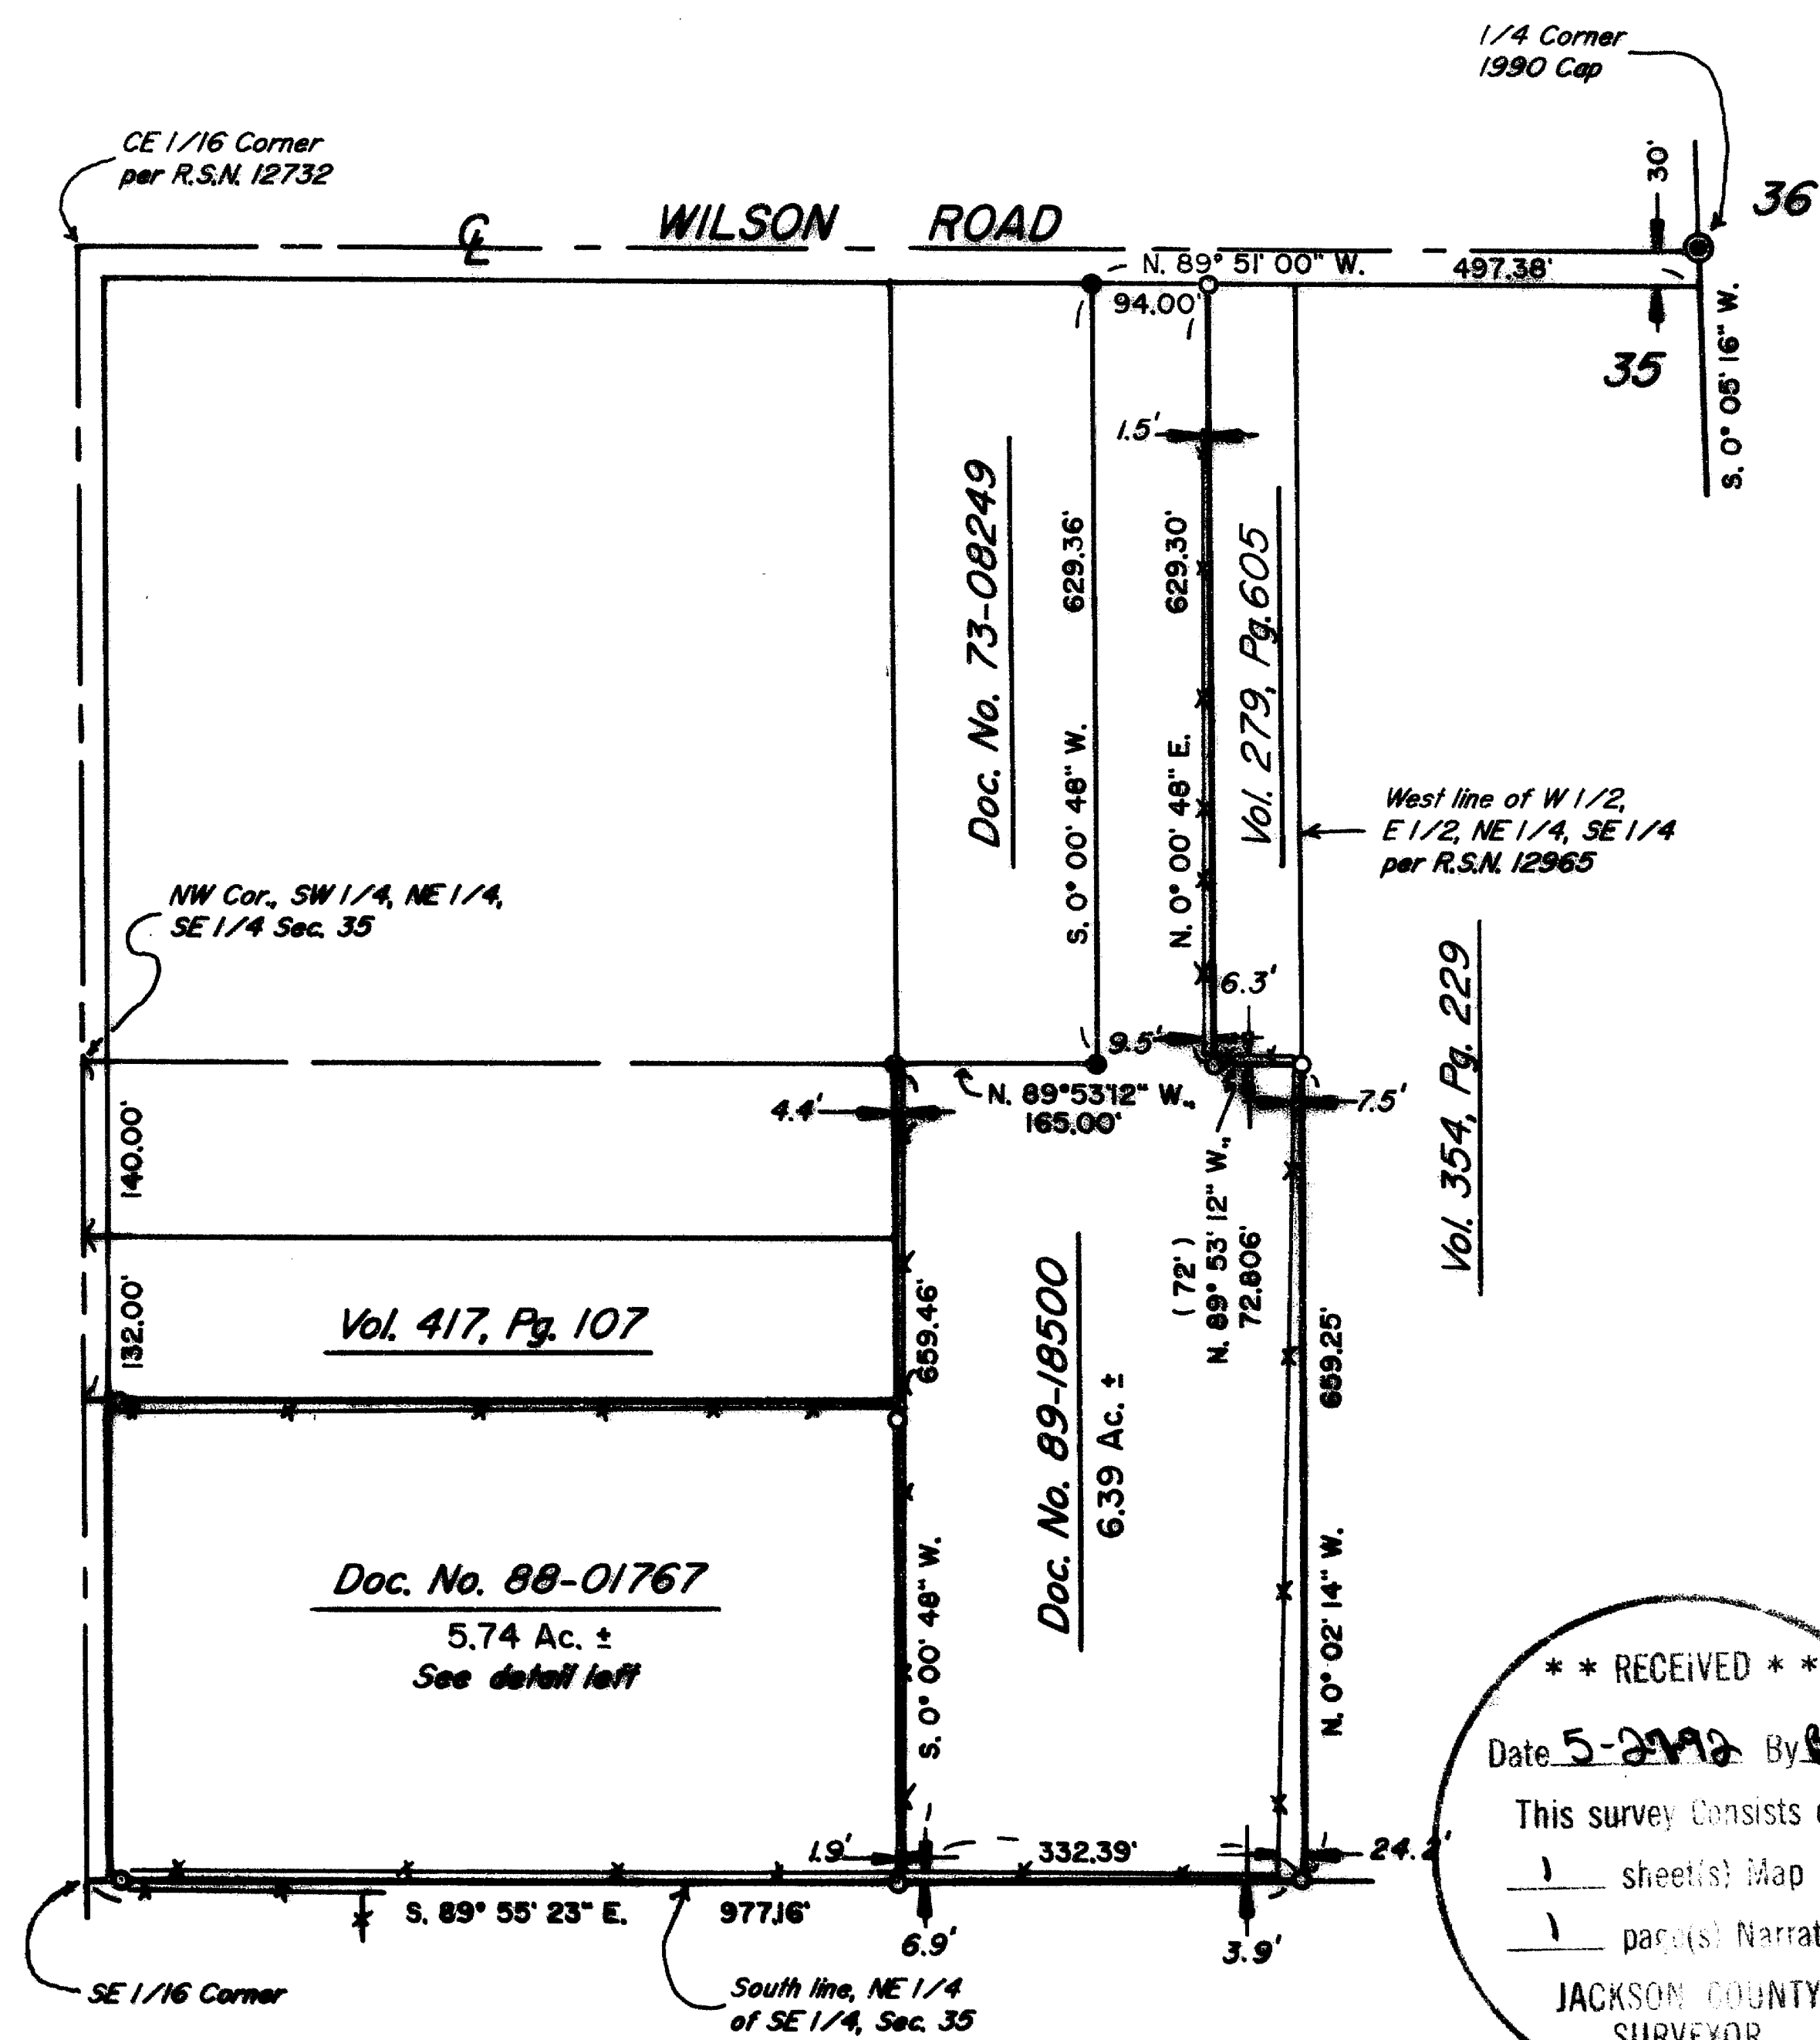 1/4 Corner
1990 Cap
CE 1/16 Corner
per R.S.N. 12732
30'
36
WILSON ROAD
N. 89° 51' 00" W.
497.38'
94.00'
35
S. 0° 05' 16" W.
1.5'
Doc. No. 73-08249
629.36'
S. 0° 00' 48" W.
629.30'
N. 0° 00' 48" E.
Vol. 279, Pg. 605
West line of W 1/2,
E 1/2, NE 1/4, SE 1/4
per R.S.N. 12965
NW Cor., SW 1/4, NE 1/4,
SE 1/4 Sec. 35
6.3'
9.5'
Vol. 354, Pg. 229
N. 89°53'12" W.,
165.00'
4.4'
7.5'
140.00'
(72')
N. 89° 53' 12" W.,
72.806'
132.00'
Vol. 417, Pg. 107
659.46'
Doc. No. 89-18500
6.39 Ac. ±
659.25'
Doc. No. 88-01767
5.74 Ac. ±
See detail left
S. 0° 00' 48" W.
N. 0° 02' 14" W.
* * RECEIVED * *
Date By
This survey Consists
1 sheet(s) Map
1 page(s) Narrat
JACKSON COUNTY
SURVEYOR
1.9'
332.39'
24.2'
S. 89° 55' 23" E. 977.16'
6.9'
3.9'
SE 1/16 Corner
South line, NE 1/4
of SE 1/4, Sec. 35